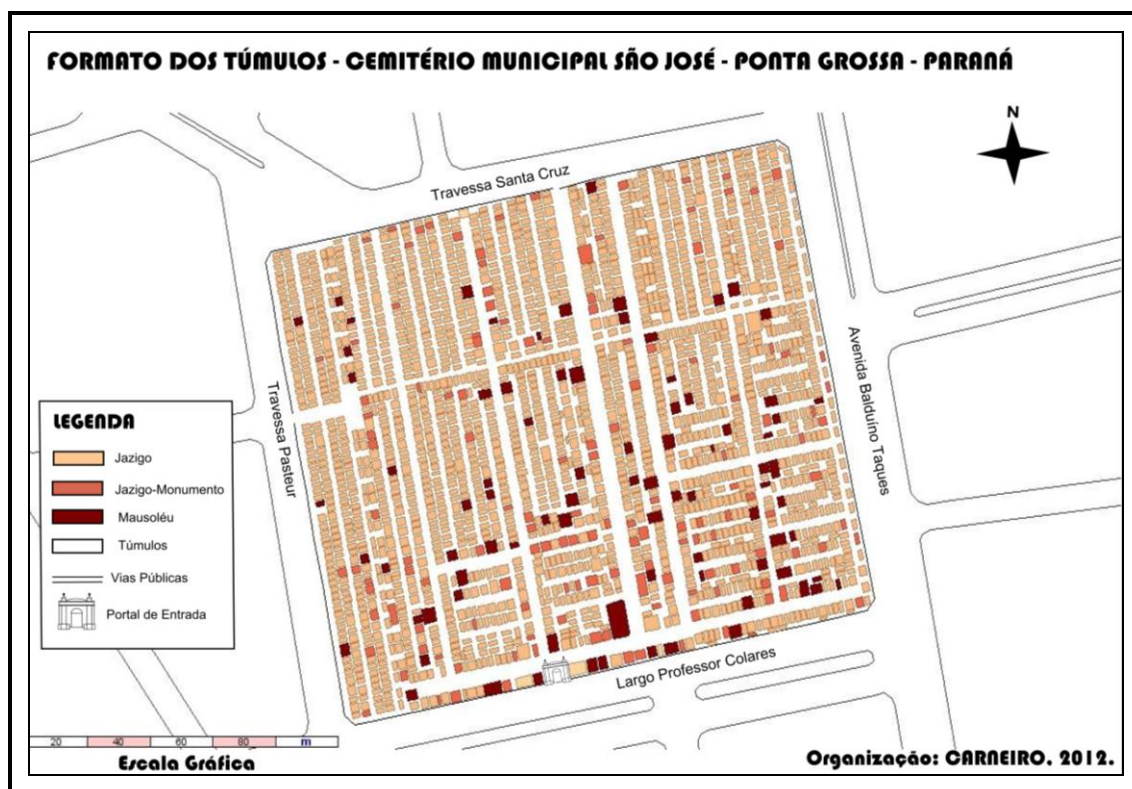 FORMATO DOS TÚMULOS - CEMITÉRIO MUNICIPAL SÃO JOSÉ - PONTA GROSSA - PARANÁ
N
Travessa Santa Cruz
Travessa Pasteur
Avenida Balduino Taques
LEGENDA
Jazigo
Jazigo-Monumento
Mausoléu
Túmulos
Vias Públicas
Portal de Entrada
Largo Professor Colares
20 40 60 80 m
Escala Gráfica
Organização: CARNEIRO, 2012.